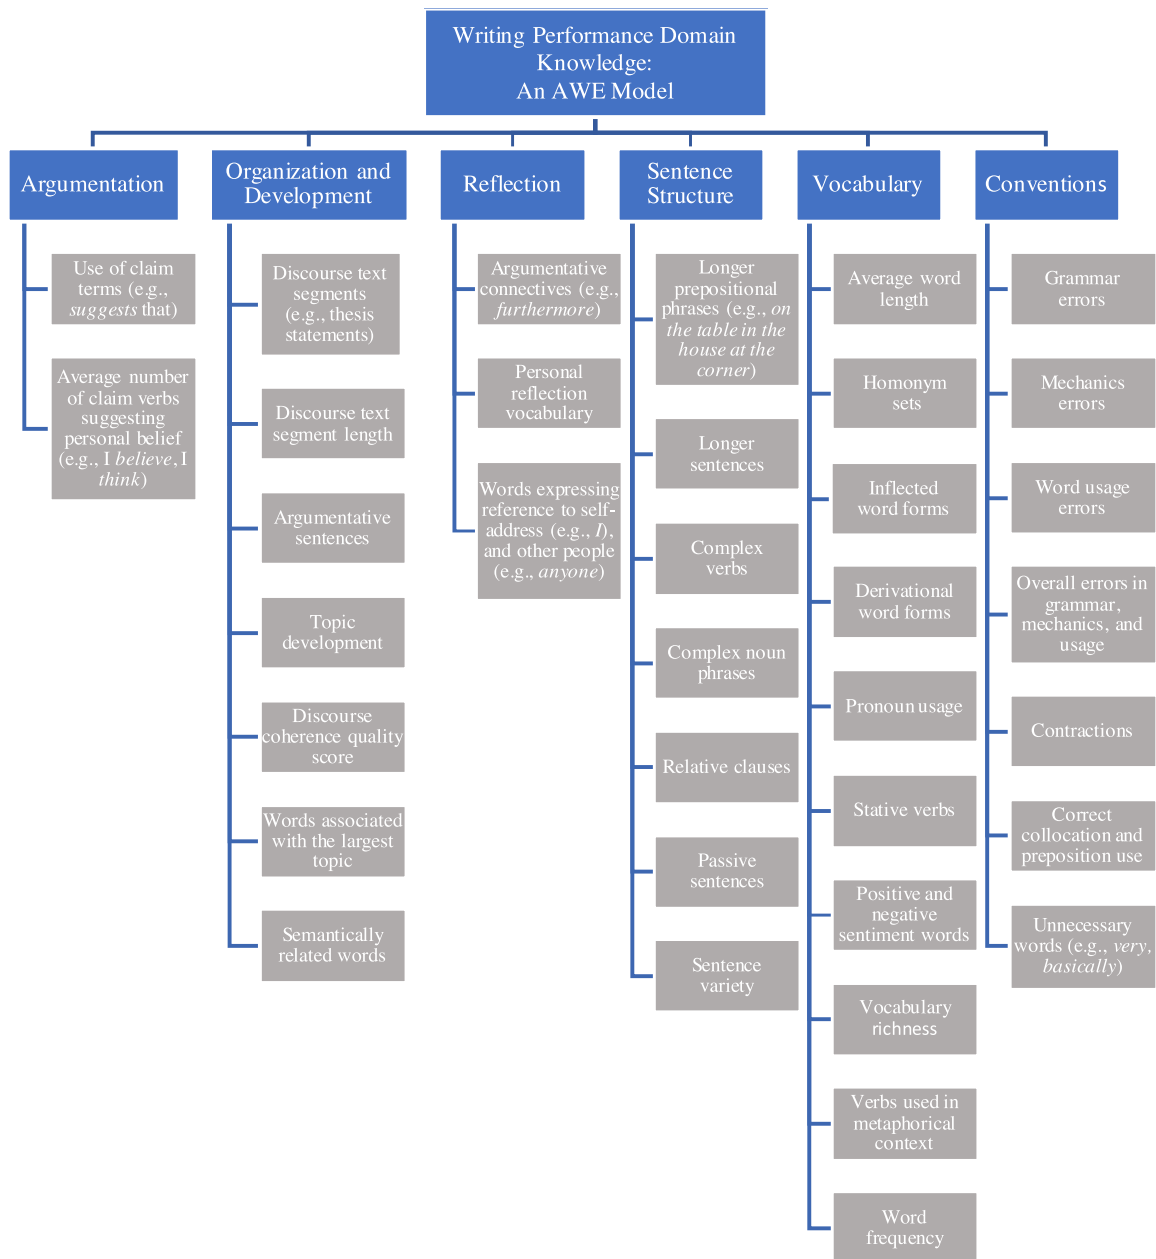 Writing Performance Domain
Knowledge:
An AWE Model
Argumentation
Use of claim
terms (e.g.,
suggests that)
Average number
of claim verbs
suggesting
personal belief
(e.g., I believe, I
think)
Organization and
Development
Discourse text
segments
(e.g., thesis
statements)
Discourse text
segment length
Argumentative
sentences
Topic
development
Discourse
coherence quality
score
Words associated
with the largest
topic
Semantically
related words
Reflection
Argumentative
connectives (e.g.,
furthermore)
Personal
reflection
vocabulary
Words expressing
reference to self-
address (e.g., I),
and other people
(e.g., anyone)
Sentence
Structure
Longer
prepositional
phrases (e.g., on
the table in the
house at the
corner)
Longer
sentences
Complex
verbs
Complex noun
phrases
Relative clauses
Passive
sentences
Sentence
variety
Vocabulary
Average word
length
Homonym
sets
Inflected
word forms
Derivational
word forms
Pronoun usage
Stative verbs
Positive and
negative
sentiment words
Vocabulary
richness
Verbs used in
metaphorical
context
Word
frequency
Conventions
Grammar
errors
Mechanics
errors
Word usage
errors
Overall errors in
grammar,
mechanics, and
usage
Contractions
Correct
collocation and
preposition use
Unnecessary
words (e.g., very,
basically)